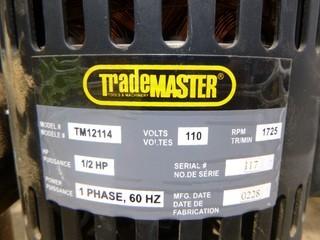 TradeMASTER®
TOOLS & MACHINERY
MODEL # TM12114 VOLTS 110 RPM 1725
MODÈLE # VOLTES TR/MIN
HP 1/2 HP SERIAL # 117
PUISSANCE NO.DE SÉRIE
POWER 1 PHASE, 60 HZ MFG. DATE 0228
PUISSANCE DATE DE
FABRICATION